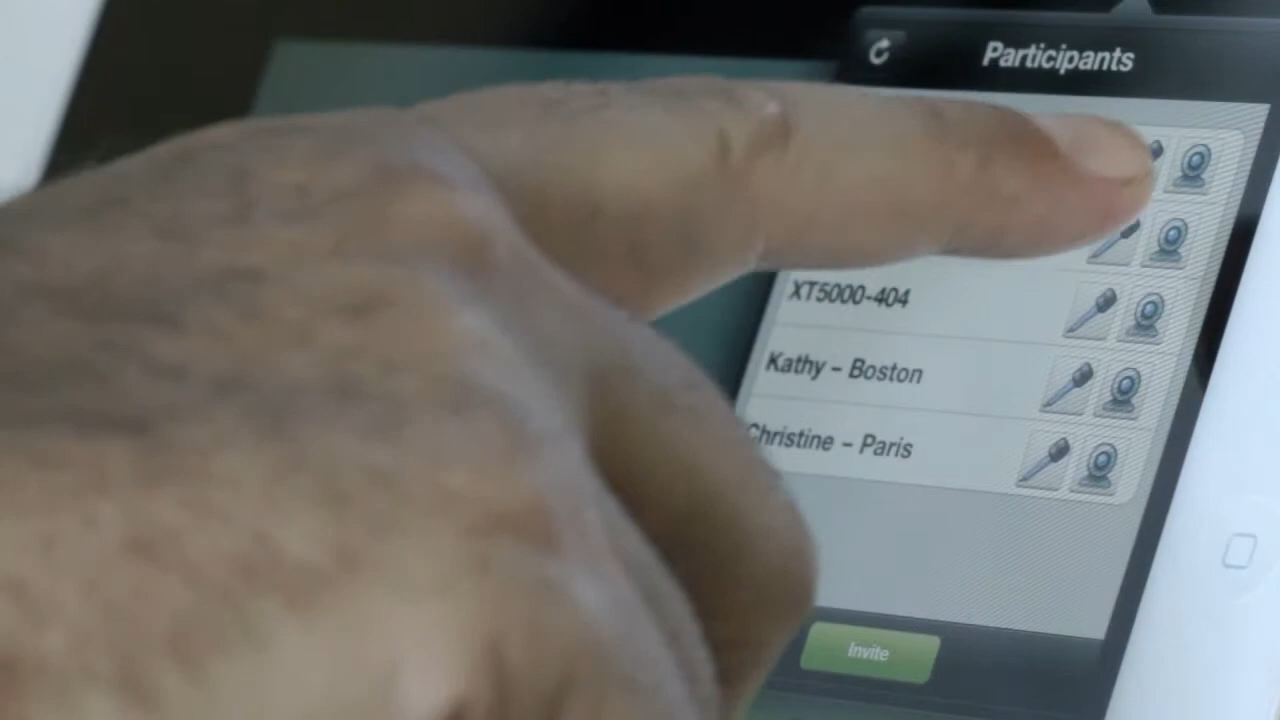 Participants
XT5000-404
Kathy – Boston
Christine – Paris
Invite